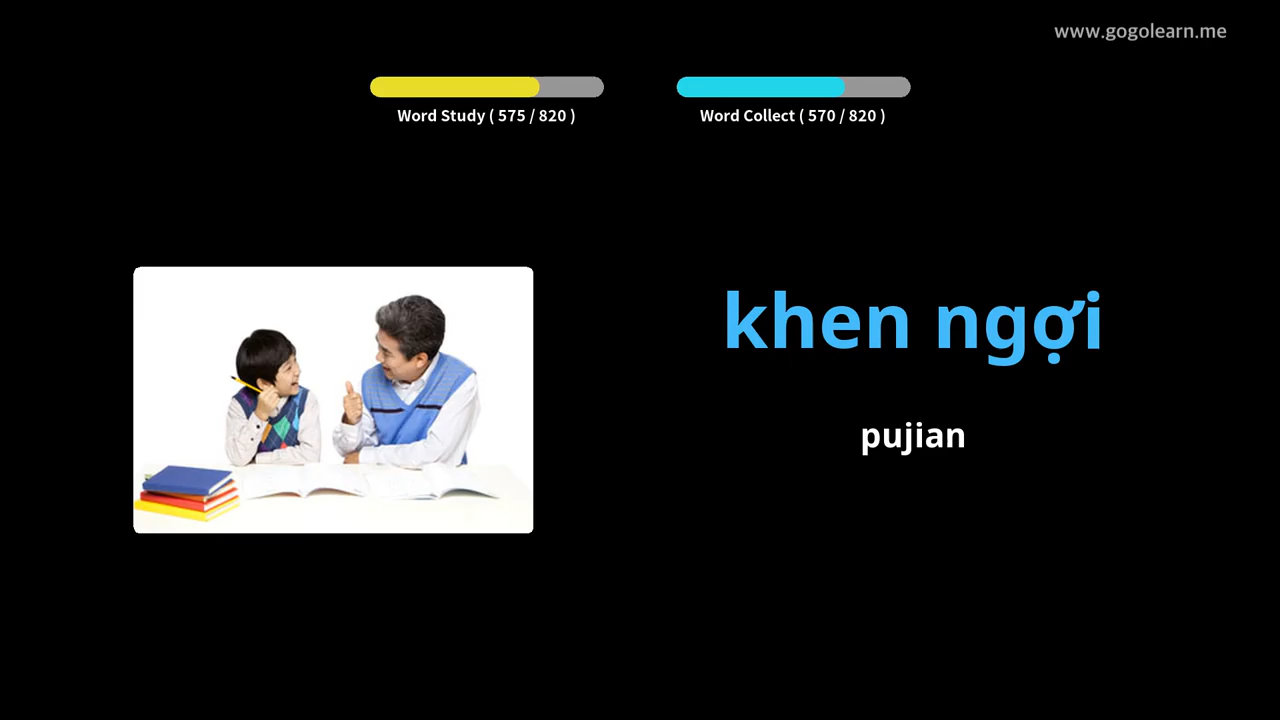 www.gogolearn.me
Word Study ( 575 / 820 )
Word Collect ( 570 / 820 )
khen ngợi
pujian